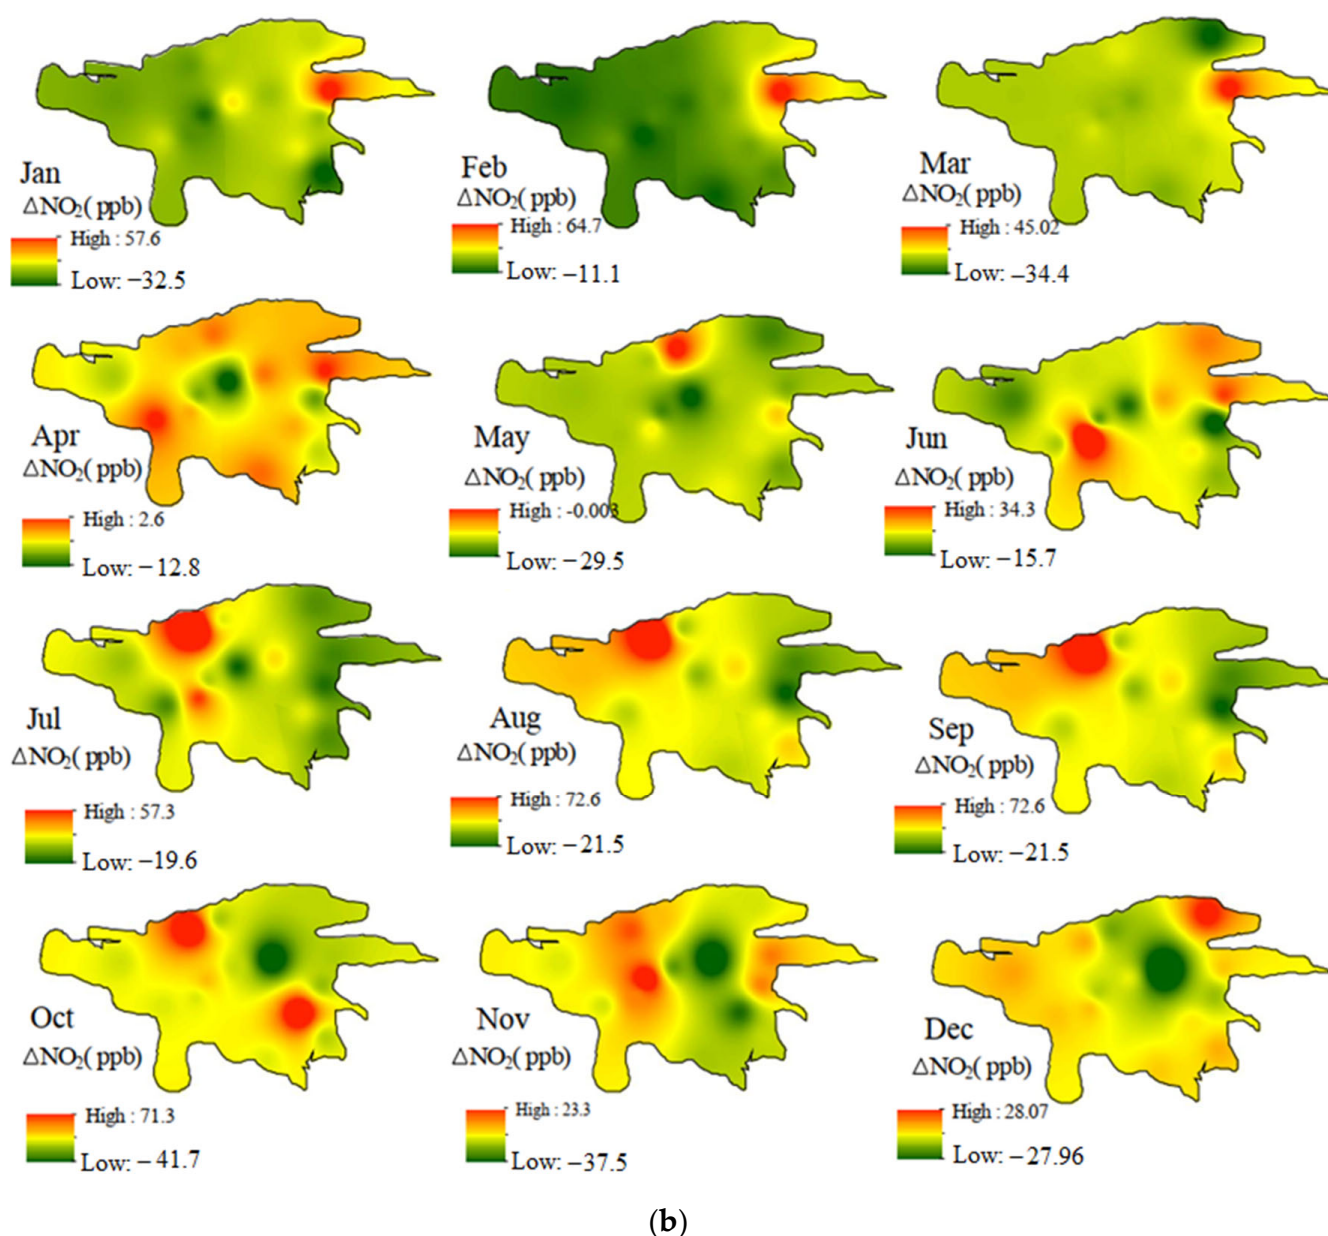 Jan
ΔNO₂( ppb)
High : 57.6
Low: −32.5
Feb
ΔNO₂( ppb)
High : 64.7
Low: −11.1
Mar
ΔNO₂( ppb)
High : 45.02
Low: −34.4
Apr
ΔNO₂( ppb)
High : 2.6
Low: −12.8
May
ΔNO₂( ppb)
High : -0.003
Low: −29.5
Jun
ΔNO₂( ppb)
High : 34.3
Low: −15.7
Jul
ΔNO₂( ppb)
High : 57.3
Low: −19.6
Aug
ΔNO₂( ppb)
High : 72.6
Low: −21.5
Sep
ΔNO₂( ppb)
High : 72.6
Low: −21.5
Oct
ΔNO₂( ppb)
High : 71.3
Low: − 41.7
Nov
ΔNO₂( ppb)
High : 23.3
Low: −37.5
Dec
ΔNO₂( ppb)
High : 28.07
Low: −27.96
(b)